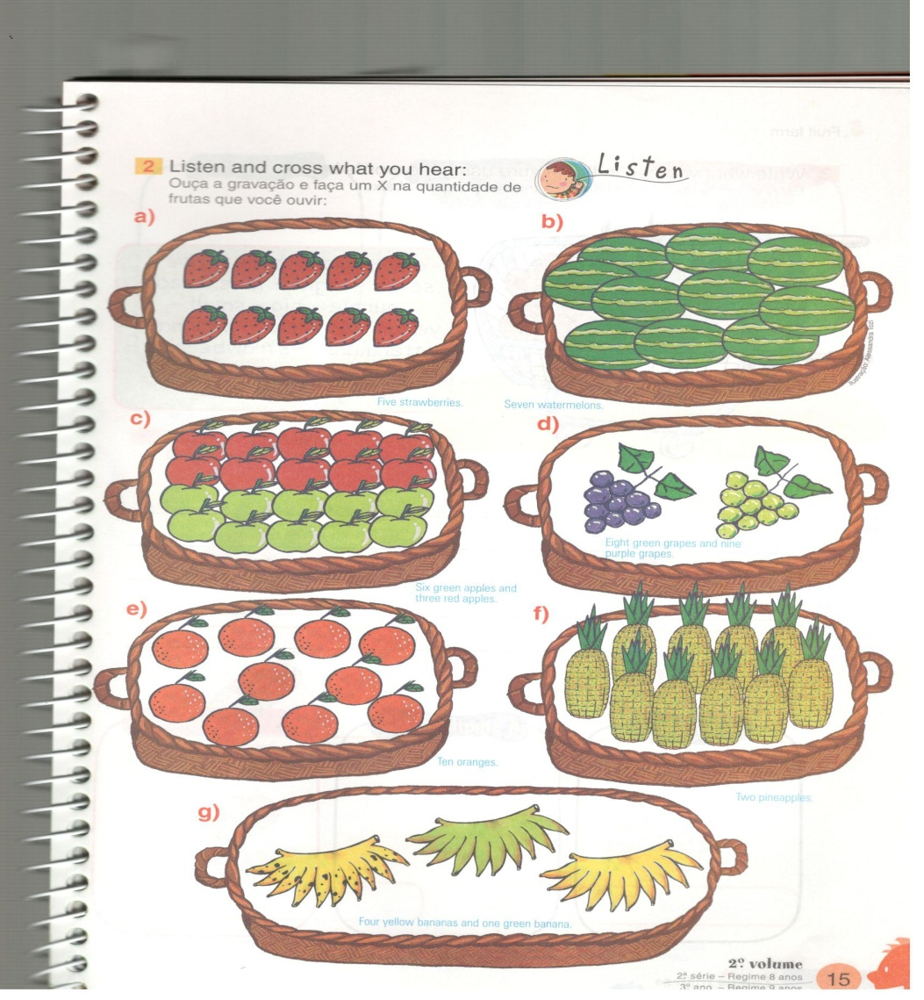 2 Listen and cross what you hear:
Listen
Ouça a gravação e faça um X na quantidade de
frutas que você ouvir:
a)
b)
Ilustração: Alessandra Tozi
Five strawberries.
Seven watermelons.
c)
d)
Eight green grapes and nine
purple grapes.
Six green apples and
three red apples.
e)
f)
Ten oranges.
Two pineapples.
g)
Four yellow bananas and one green banana.
2º. volume
2ª. série – Regime 8 anos
3º ano – Regime 9 anos
15